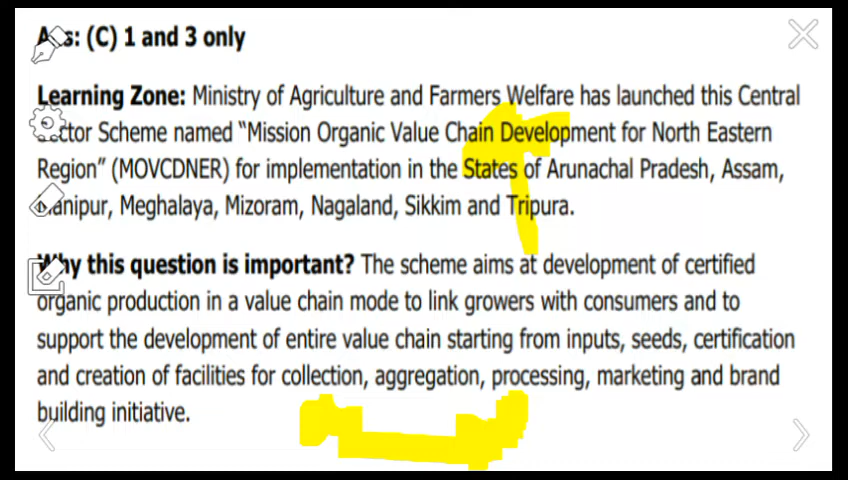 Ans: (C) 1 and 3 only
Learning Zone: Ministry of Agriculture and Farmers Welfare has launched this Central
Sector Scheme named “Mission Organic Value Chain Development for North Eastern
Region” (MOVCDNER) for implementation in the States of Arunachal Pradesh, Assam,
Manipur, Meghalaya, Mizoram, Nagaland, Sikkim and Tripura.
Why this question is important? The scheme aims at development of certified
organic production in a value chain mode to link growers with consumers and to
support the development of entire value chain starting from inputs, seeds, certification
and creation of facilities for collection, aggregation, processing, marketing and brand
building initiative.